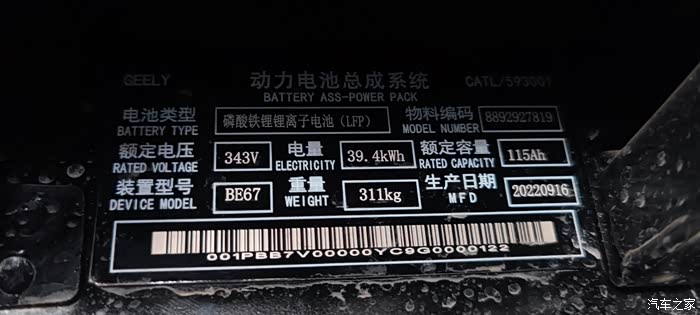 GEELY 动力电池总成系统 CATL/593001
BATTERY ASS-POWER PACK
电池类型 磷酸铁锂锂离子电池(LFP) 物料编码 8892927819
BATTERY TYPE MODEL NUMBER
额定电压 343V 电量 39.4kWh 额定容量 115Ah
RATED VOLTAGE ELECTRICITY RATED CAPACITY
装置型号 BE67 重量 311kg 生产日期 20220916
DEVICE MODEL WEIGHT MFD
001PBB7V00000YC9G0000122
汽车之家